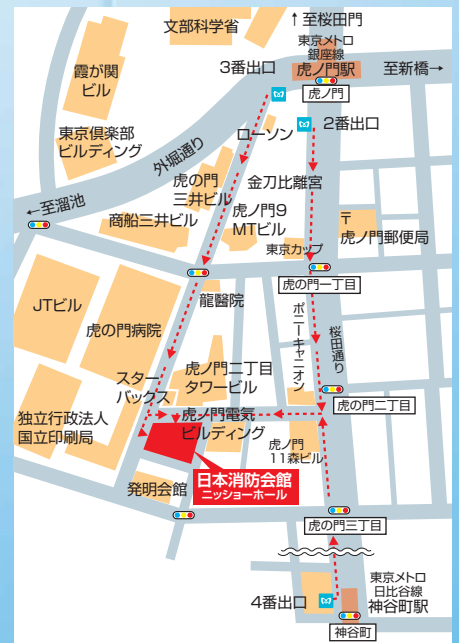 文部科学省
↑至桜田門
東京メトロ
銀座線
虎ノ門駅
至新橋→
霞が関
ビル
3番出口
虎ノ門
2番出口
ローソン
東京倶楽部
ビルディング
外堀通り
虎の門
三井ビル
金刀比離宮
←至溜池
商船三井ビル
虎ノ門9
MTビル
〒
虎ノ門郵便局
東京カップ
虎の門一丁目
龍醫院
JTビル
虎の門病院
ポニーキャニオン
桜田通り
虎ノ門二丁目
タワービル
スター
バックス
虎の門二丁目
虎ノ門電気
ビルディング
独立行政法人
国立印刷局
虎ノ門
11森ビル
日本消防会館
ニッショーホール
発明会館
虎の門三丁目
東京メトロ
日比谷線
神谷町駅
4番出口
神谷町